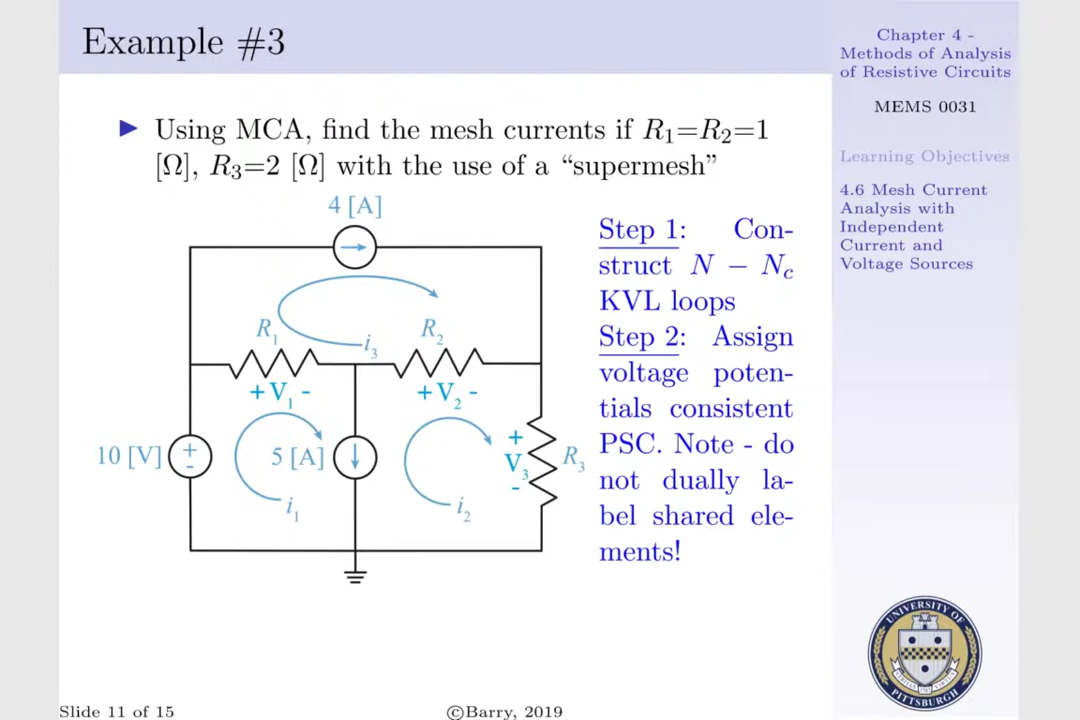 Example #3
Chapter 4 -
Methods of Analysis
of Resistive Circuits
MEMS 0031
Learning Objectives
4.6 Mesh Current
Analysis with
Independent
Current and
Voltage Sources
▶ Using MCA, find the mesh currents if R₁=R₂=1
[Ω], R₃=2 [Ω] with the use of a “supermesh”
4 [A]
R₁
R₂
i₃
+ V₁ -
+ V₂ -
10 [V]
+
-
5 [A]
+
V₃
-
R₃
i₁
i₂
Step 1: Con-
struct N − Nc
KVL loops
Step 2: Assign
voltage poten-
tials consistent
PSC. Note - do
not dually la-
bel shared ele-
ments!
UNIVERSITY OF
PITTSBURGH
Slide 11 of 15
©Barry, 2019